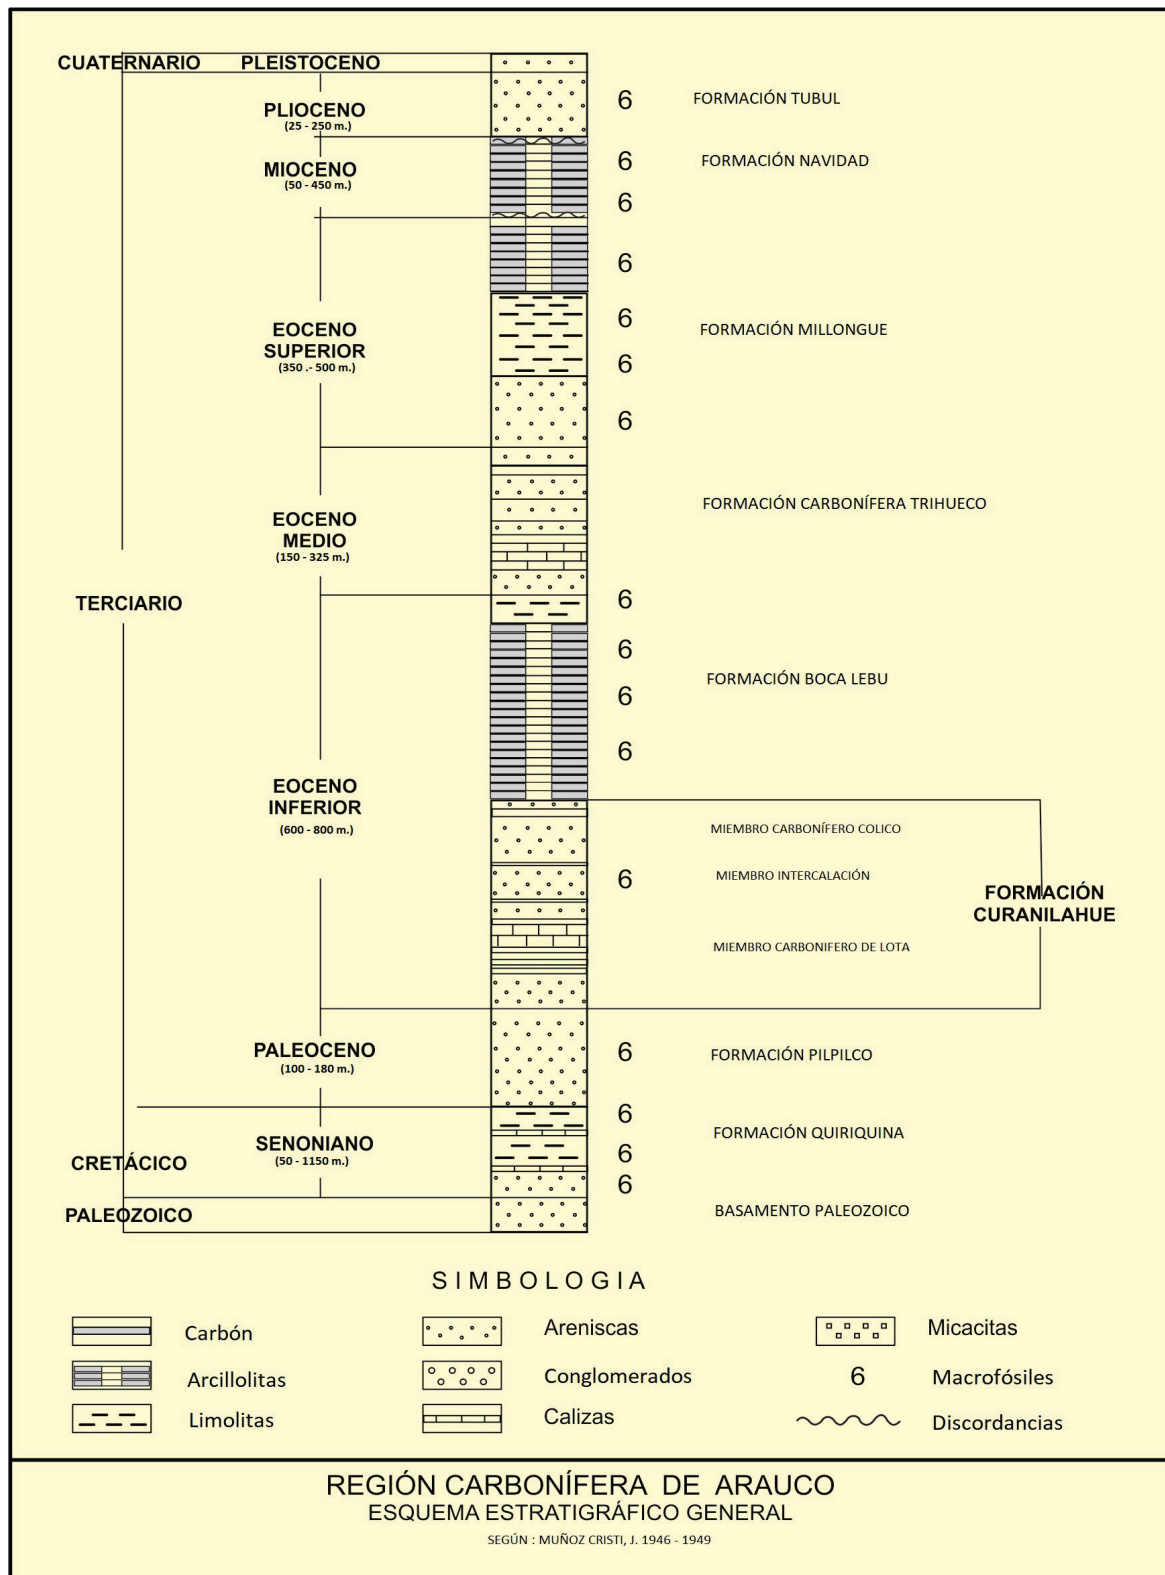 CUATERNARIO PLEISTOCENO
PLIOCENO 6 FORMACIÓN TUBUL
(25 - 250 m.)
MIOCENO 6 FORMACIÓN NAVIDAD
(50 - 450 m.)
6
6
6
EOCENO FORMACIÓN MILLONGUE
SUPERIOR
(350 .- 500 m.)
6
6
EOCENO FORMACIÓN CARBONÍFERA TRIHUECO
MEDIO
(150 - 325 m.)
TERCIARIO 6
6
FORMACIÓN BOCA LEBU
6
6
EOCENO
INFERIOR
(600 - 800 m.)
MIEMBRO CARBONÍFERO COLICO
6 MIEMBRO INTERCALACIÓN
FORMACIÓN
CURANILAHUE
MIEMBRO CARBONIFERO DE LOTA
PALEOCENO 6 FORMACIÓN PILPILCO
(100 - 180 m.)
6
SENONIANO FORMACIÓN QUIRIQUINA
(50 - 1150 m.) 6
CRETÁCICO
6
PALEOZOICO BASAMENTO PALEOZOICO
SIMBOLOGIA
Carbón Areniscas Micacitas
Arcillolitas Conglomerados 6 Macrofósiles
Limolitas Calizas Discordancias
REGIÓN CARBONÍFERA DE ARAUCO
ESQUEMA ESTRATIGRÁFICO GENERAL
SEGÚN : MUÑOZ CRISTI, J. 1946 - 1949